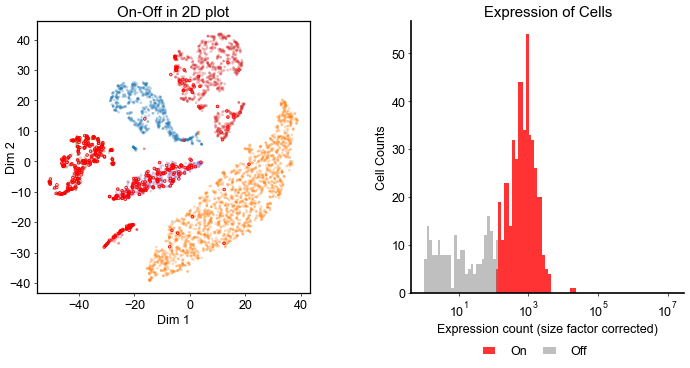 On-Off in 2D plot
40
30
20
10
0
−10
−20
−30
−40
Dim 2
−40 −20 0 20 40
Dim 1
Expression of Cells
50
40
30
20
10
0
Cell Counts
10^1 10^3 10^5 10^7
Expression count (size factor corrected)
On Off